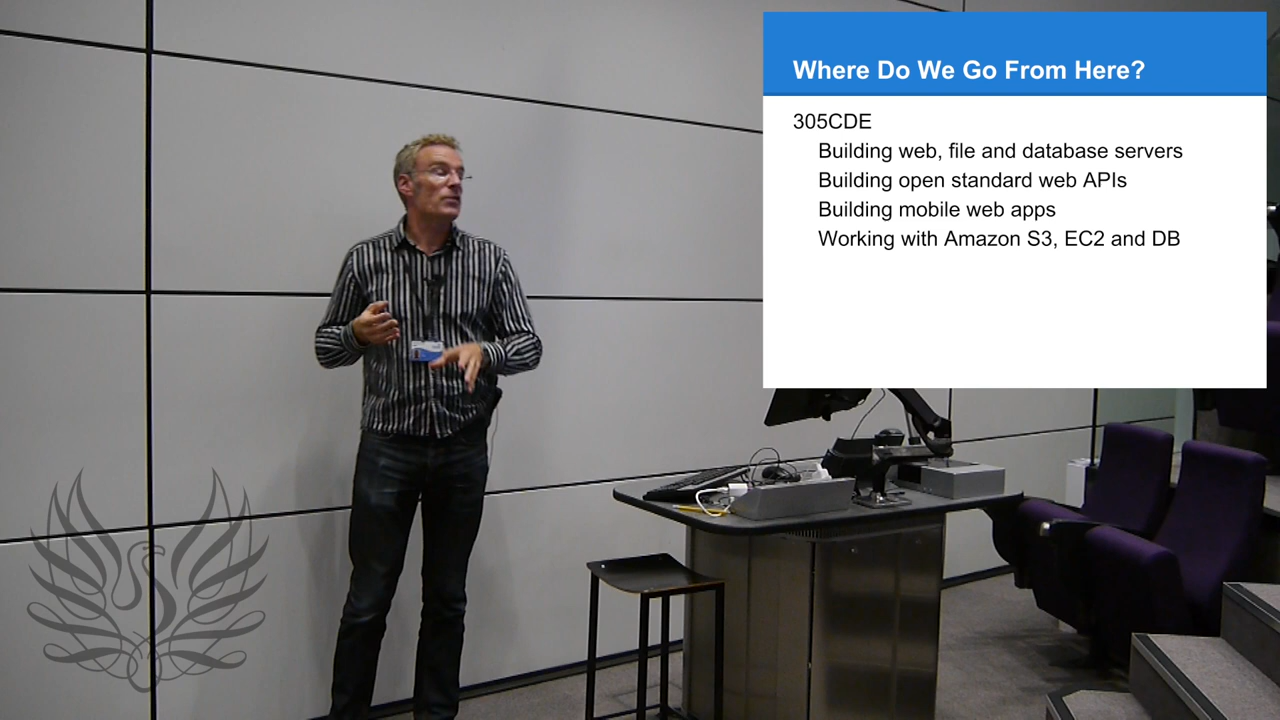 Where Do We Go From Here?
305CDE
Building web, file and database servers
Building open standard web APIs
Building mobile web apps
Working with Amazon S3, EC2 and DB